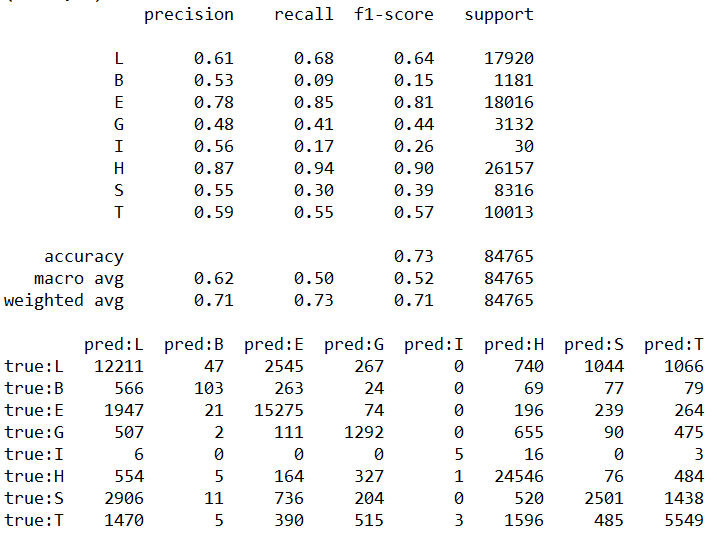 precision recall f1-score support
L 0.61 0.68 0.64 17920
B 0.53 0.09 0.15 1181
E 0.78 0.85 0.81 18016
G 0.48 0.41 0.44 3132
I 0.56 0.17 0.26 30
H 0.87 0.94 0.90 26157
S 0.55 0.30 0.39 8316
T 0.59 0.55 0.57 10013
accuracy 0.73 84765
macro avg 0.62 0.50 0.52 84765
weighted avg 0.71 0.73 0.71 84765
pred:L pred:B pred:E pred:G pred:I pred:H pred:S pred:T
true:L 12211 47 2545 267 0 740 1044 1066
true:B 566 103 263 24 0 69 77 79
true:E 1947 21 15275 74 0 196 239 264
true:G 507 2 111 1292 0 655 90 475
true:I 6 0 0 0 5 16 0 3
true:H 554 5 164 327 1 24546 76 484
true:S 2906 11 736 204 0 520 2501 1438
true:T 1470 5 390 515 3 1596 485 5549